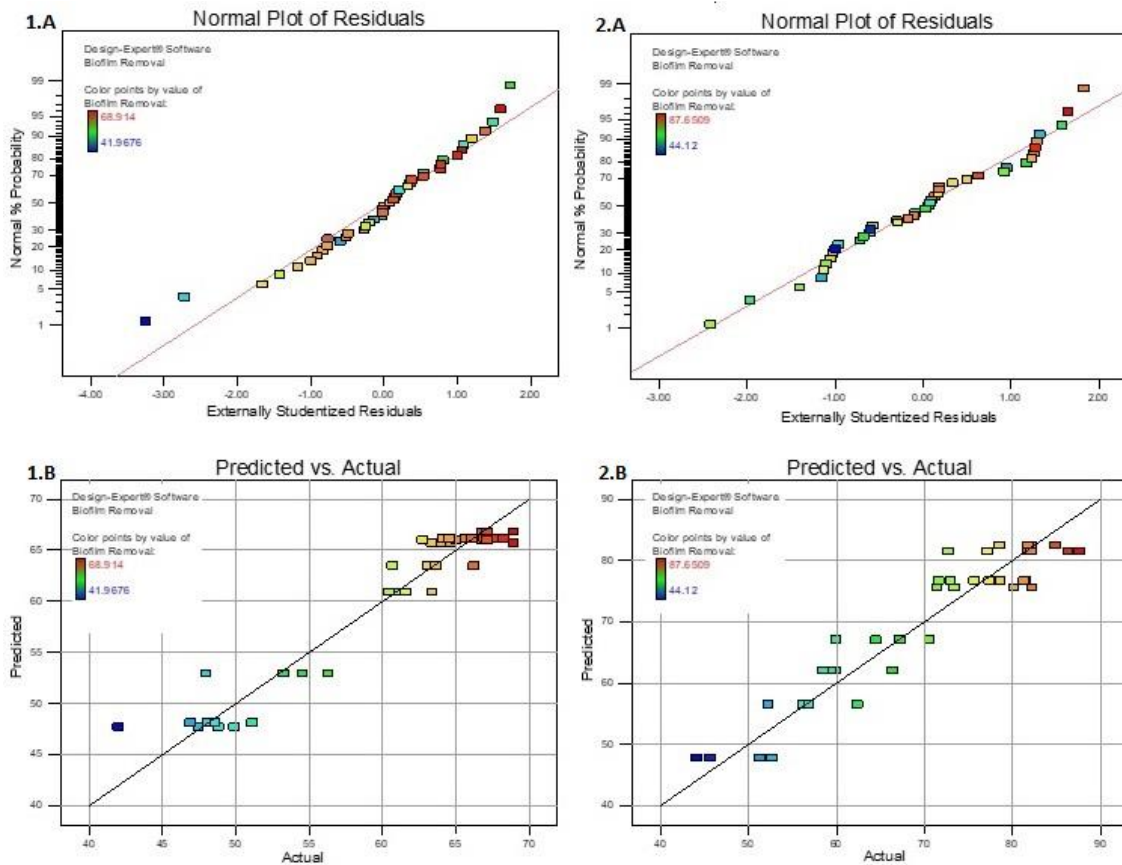 1.A
Normal Plot of Residuals
Design-Expert® Software
Biofilm Removal
Color points by value of
Biofilm Removal:
68.914
41.9676
Normal % Probability
99
95
90
80
70
50
30
20
10
5
1
-4.00 -3.00 -2.00 -1.00 0.00 1.00 2.00
Externally Studentized Residuals
2.A
Normal Plot of Residuals
Design-Expert® Software
Biofilm Removal
Color points by value of
Biofilm Removal:
87.6509
44.12
Normal % Probability
99
95
90
80
70
50
30
20
10
5
1
-3.00 -2.00 -1.00 0.00 1.00 2.00
Externally Studentized Residuals
1.B
Predicted vs. Actual
Design-Expert® Software
Biofilm Removal
Color points by value of
Biofilm Removal:
68.914
41.9676
Predicted
70
65
60
55
50
45
40
40 45 50 55 60 65 70
Actual
2.B
Predicted vs. Actual
Design-Expert® Software
Biofilm Removal
Color points by value of
Biofilm Removal:
87.6509
44.12
Predicted
90
80
70
60
50
40
40 50 60 70 80 90
Actual